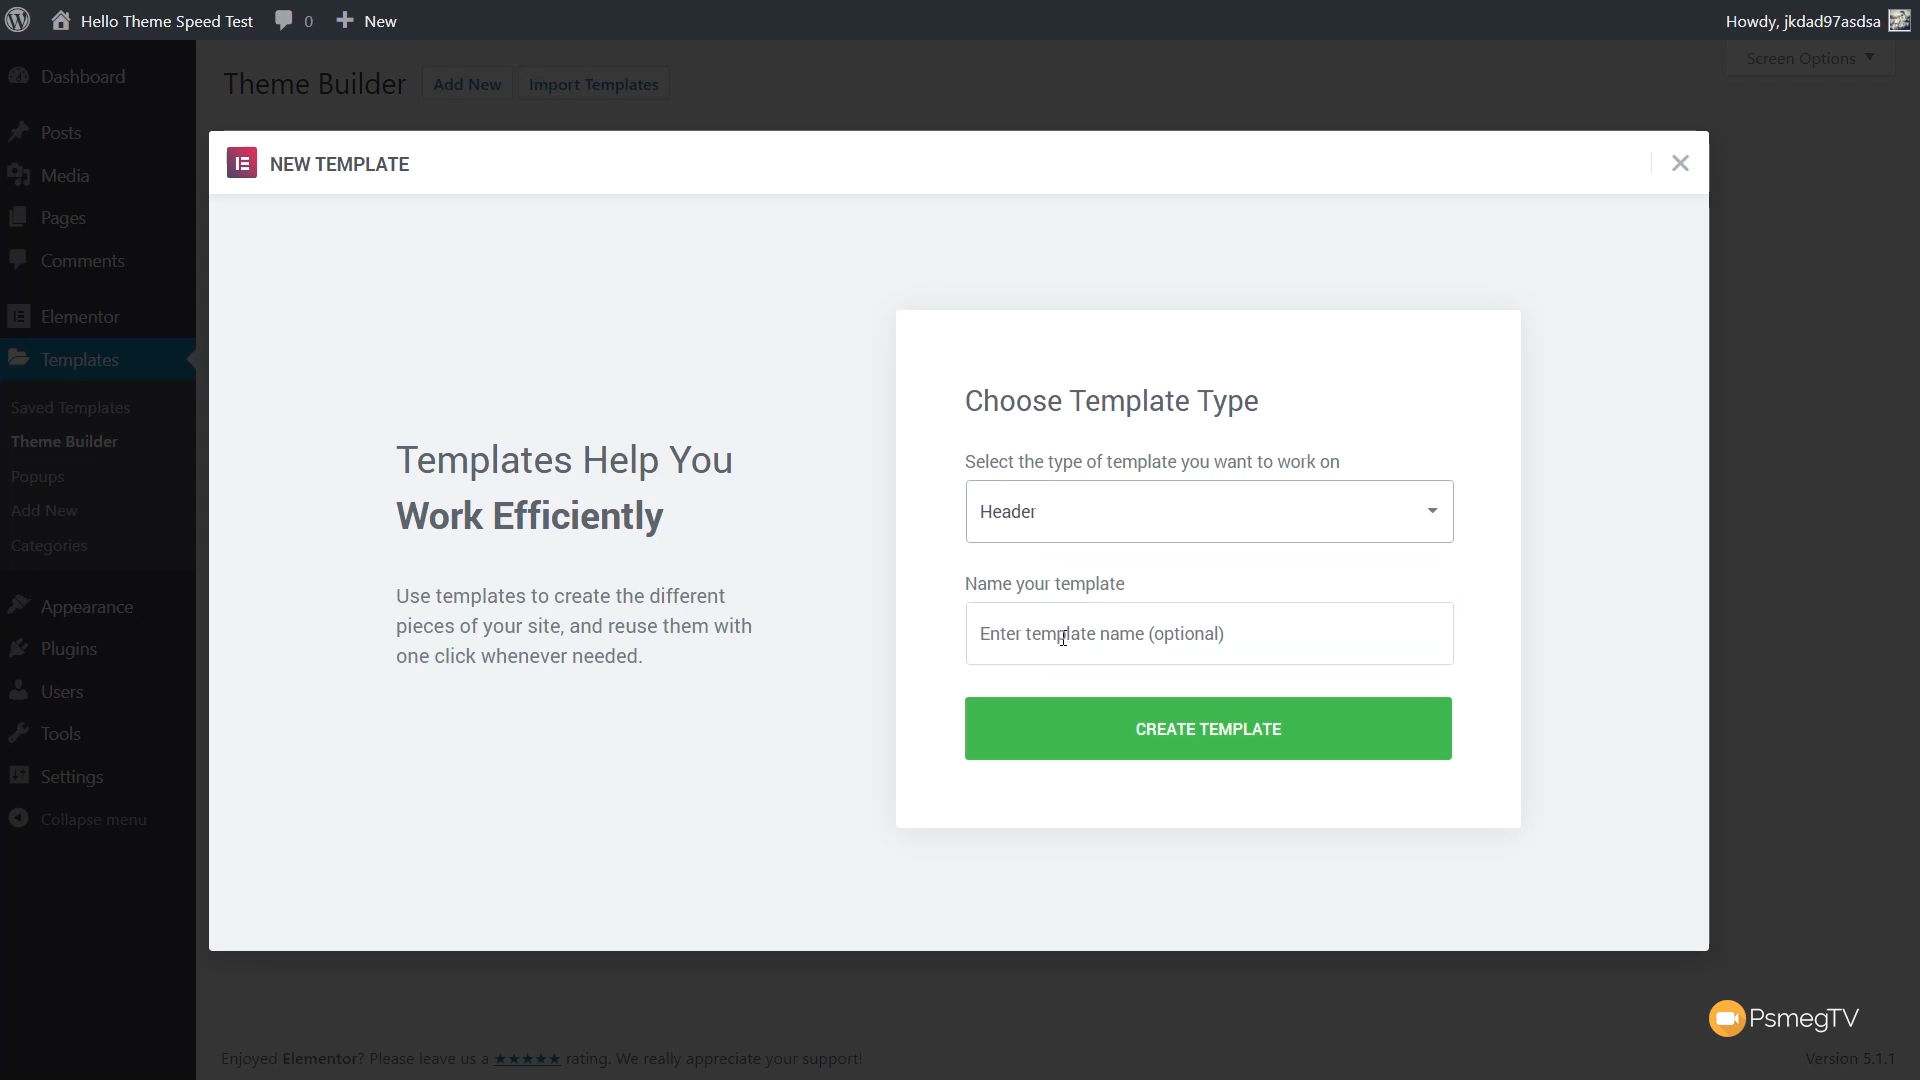 Hello Theme Speed Test
0
New
Howdy, jkdad97asdsa
Dashboard
Posts
Media
Pages
Comments
Elementor
Templates
Saved Templates
Theme Builder
Popups
Add New
Categories
Appearance
Plugins
Users
Tools
Settings
Collapse menu
Theme Builder
Add New
Import Templates
Screen Options
NEW TEMPLATE
Templates Help You
Work Efficiently
Use templates to create the different
pieces of your site, and reuse them with
one click whenever needed.
Choose Template Type
Select the type of template you want to work on
Header
Name your template
Enter template name (optional)
CREATE TEMPLATE
PsmegTV
Enjoyed Elementor? Please leave us a ★★★★★ rating. We really appreciate your support!
Version 5.1.1